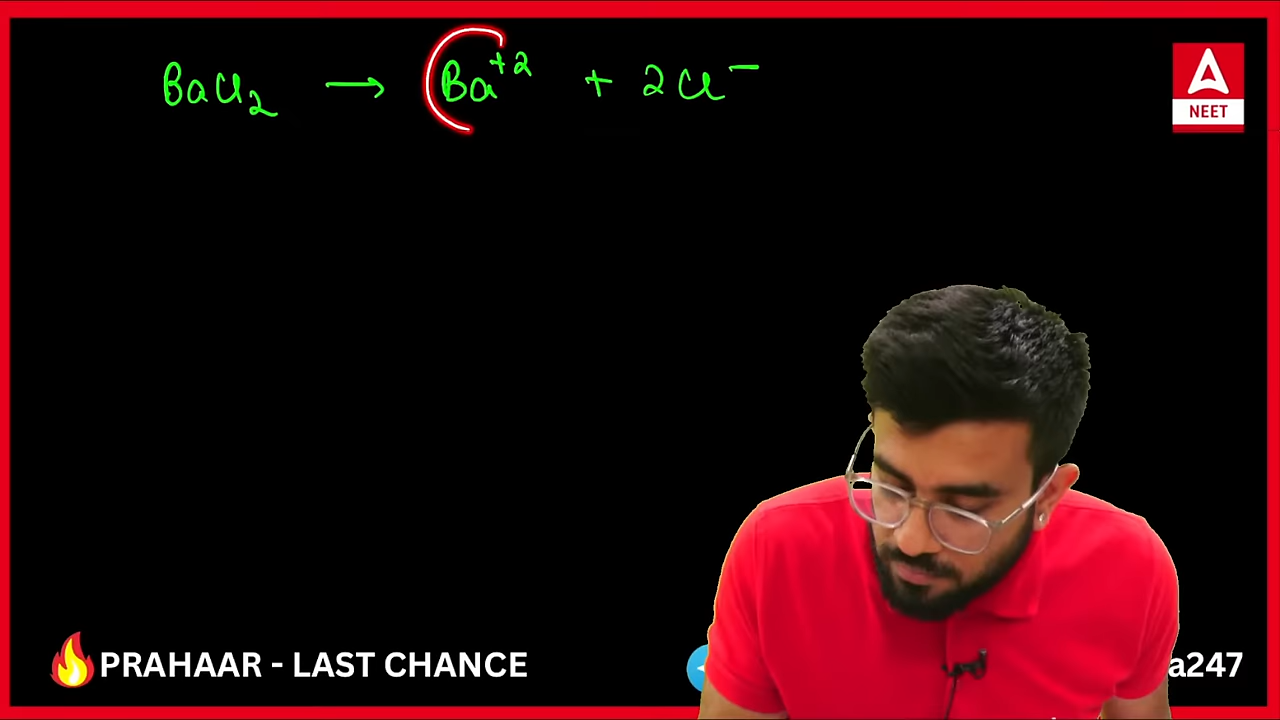 BaCl₂ → Ba⁺² + 2Cl⁻
NEET
PRAHAAR - LAST CHANCE
a247